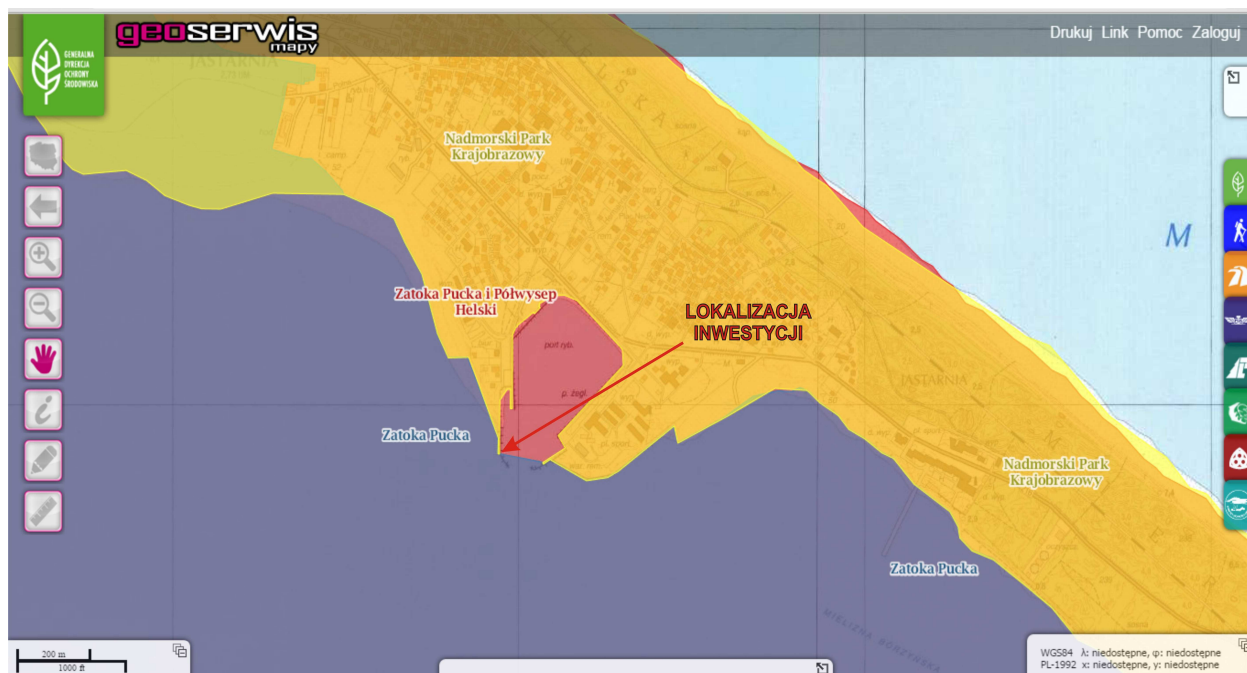 geoserwis
mapy
GENERALNA
DYREKCJA
OCHRONY
ŚRODOWISKA
Drukuj Link Pomoc Zaloguj
JASTARNIA
Nadmorski Park
Krajobrazowy
M
Zatoka Pucka i Półwysep
Helski
LOKALIZACJA
INWESTYCJI
port ryb.
p. żegl.
JASTARNIA
Zatoka Pucka
Nadmorski Park
Krajobrazowy
Zatoka Pucka
MIELIZNA BORZYŃSKA
200 m
1000 ft
WGS84 λ: niedostępne, φ: niedostępne
PL-1992 x: niedostępne, y: niedostępne